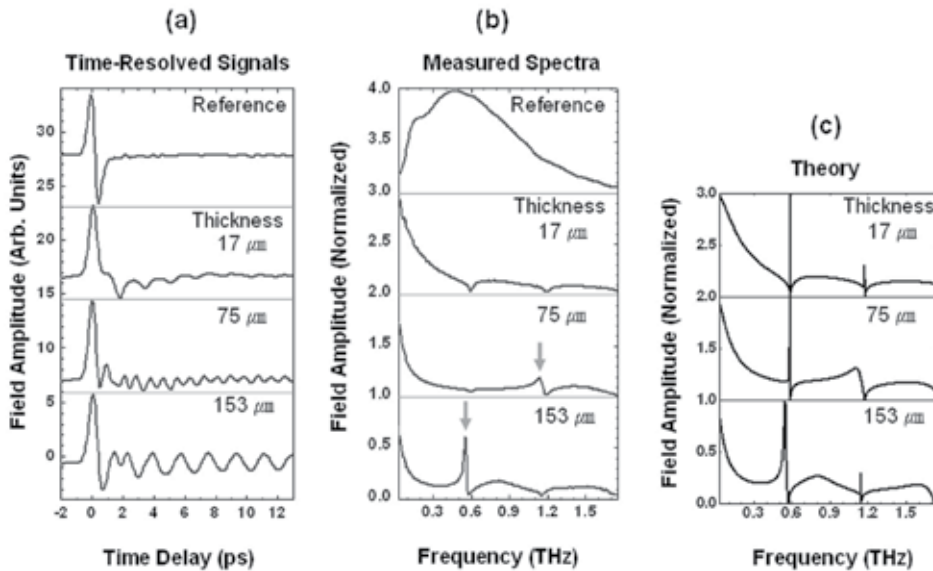 (a)
Time-Resolved Signals
Reference
Thickness
17 μm
75 μm
153 μm
30
25
20
15
10
5
0
Field Amplitude (Arb. Units)
-2 0 2 4 6 8 10 12
Time Delay (ps)
(b)
Measured Spectra
Reference
Thickness
17 μm
75 μm
153 μm
4.0
3.5
3.0
2.5
2.0
1.5
1.0
0.5
0.0
Field Amplitude (Normalized)
0.3 0.6 0.9 1.2 1.5
Frequency (THz)
(c)
Theory
Thickness
17 μm
75 μm
153 μm
3.0
2.5
2.0
1.5
1.0
0.5
0.0
Field Amplitude (Normalized)
0.3 0.6 0.9 1.2 1.5
Frequency (THz)